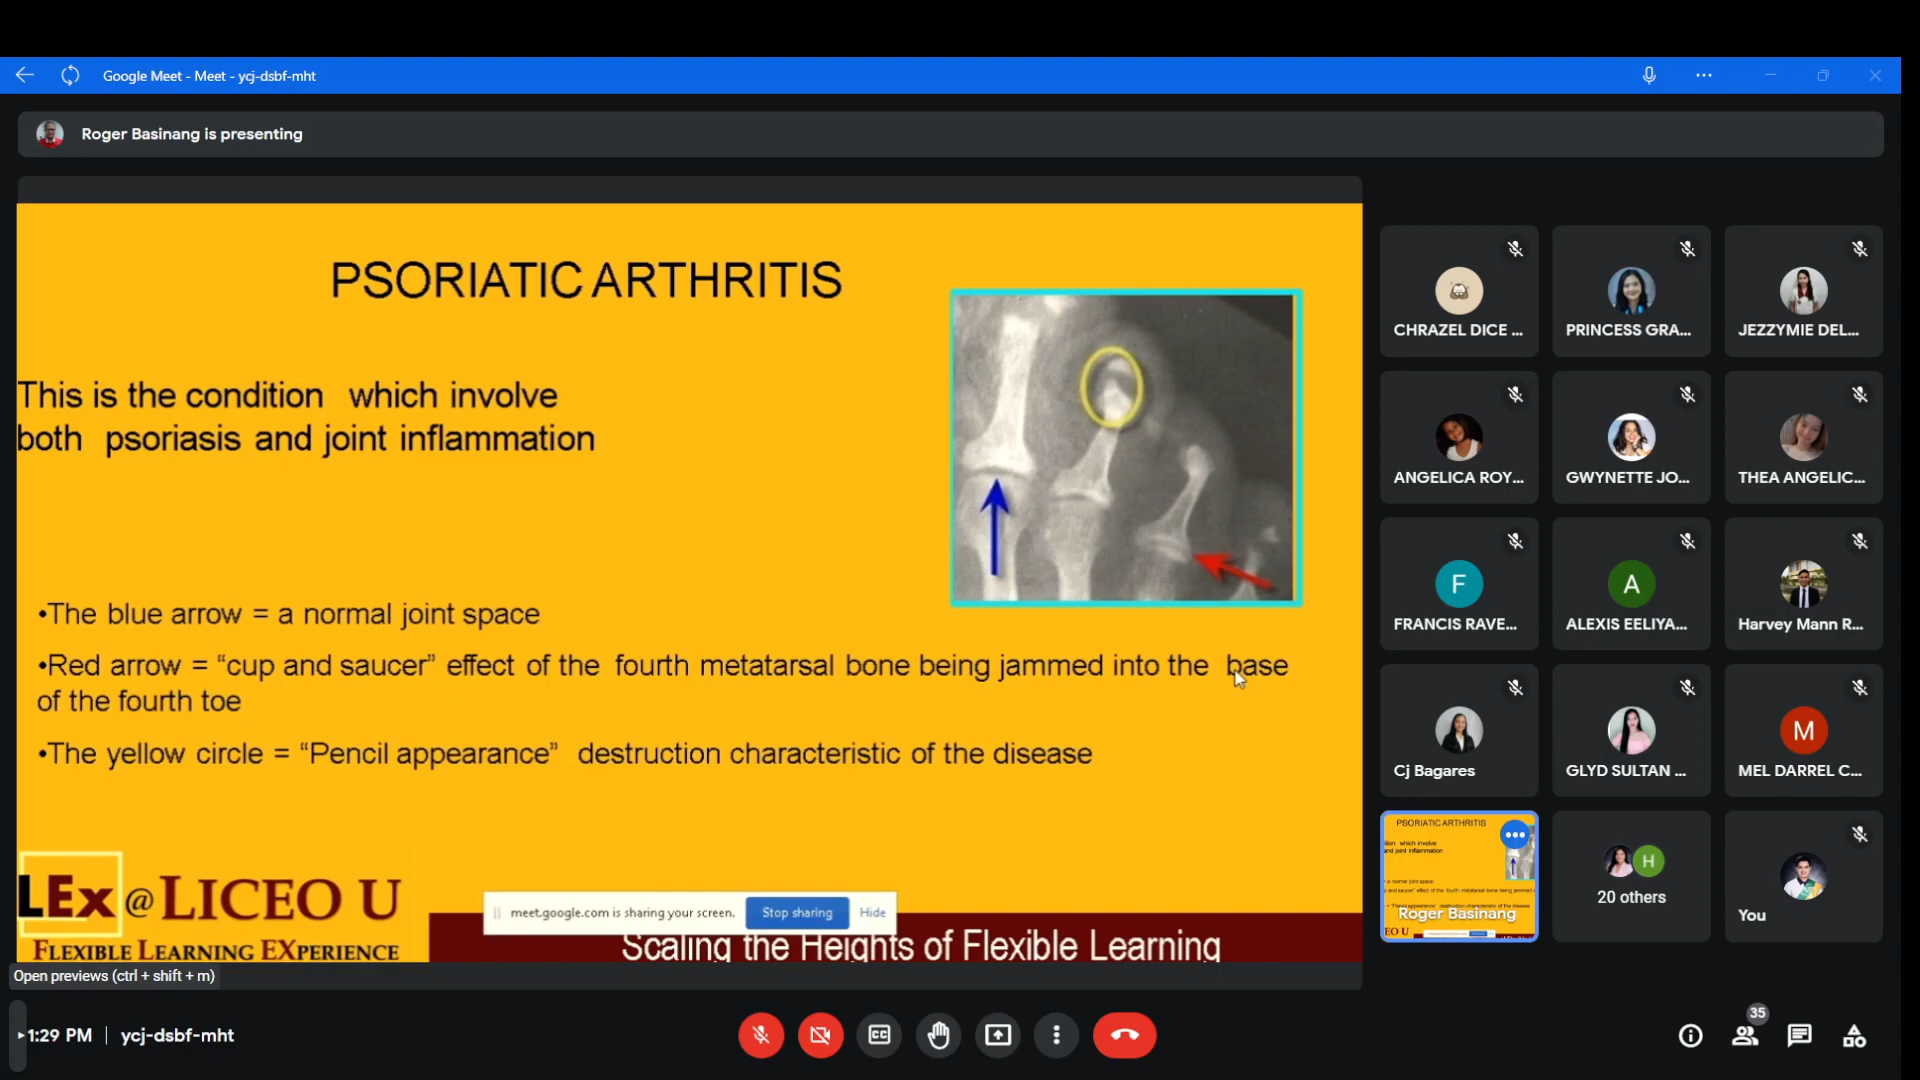 Google Meet - Meet - ycj-dsbf-mht
Roger Basinang is presenting
PSORIATIC ARTHRITIS
This is the condition which involve
both psoriasis and joint inflammation
•The blue arrow = a normal joint space
•Red arrow = “cup and saucer” effect of the fourth metatarsal bone being jammed into the base
of the fourth toe
•The yellow circle = “Pencil appearance” destruction characteristic of the disease
LEx @ LICEO U
FLEXIBLE LEARNING EXPERIENCE
meet.google.com is sharing your screen. Stop sharing Hide
Scaling the Heights of Flexible Learning
Open previews (ctrl + shift + m)
CHRAZEL DICE ...
PRINCESS GRA...
JEZZYMIE DEL...
ANGELICA ROY...
GWYNETTE JO...
THEA ANGELIC...
F
FRANCIS RAVE...
A
ALEXIS EELIYA...
Harvey Mann R...
Cj Bagares
GLYD SULTAN ...
M
MEL DARREL C...
PSORIATIC ARTHRITIS
Roger Basinang
H
20 others
You
1:29 PM | ycj-dsbf-mht
CC
35